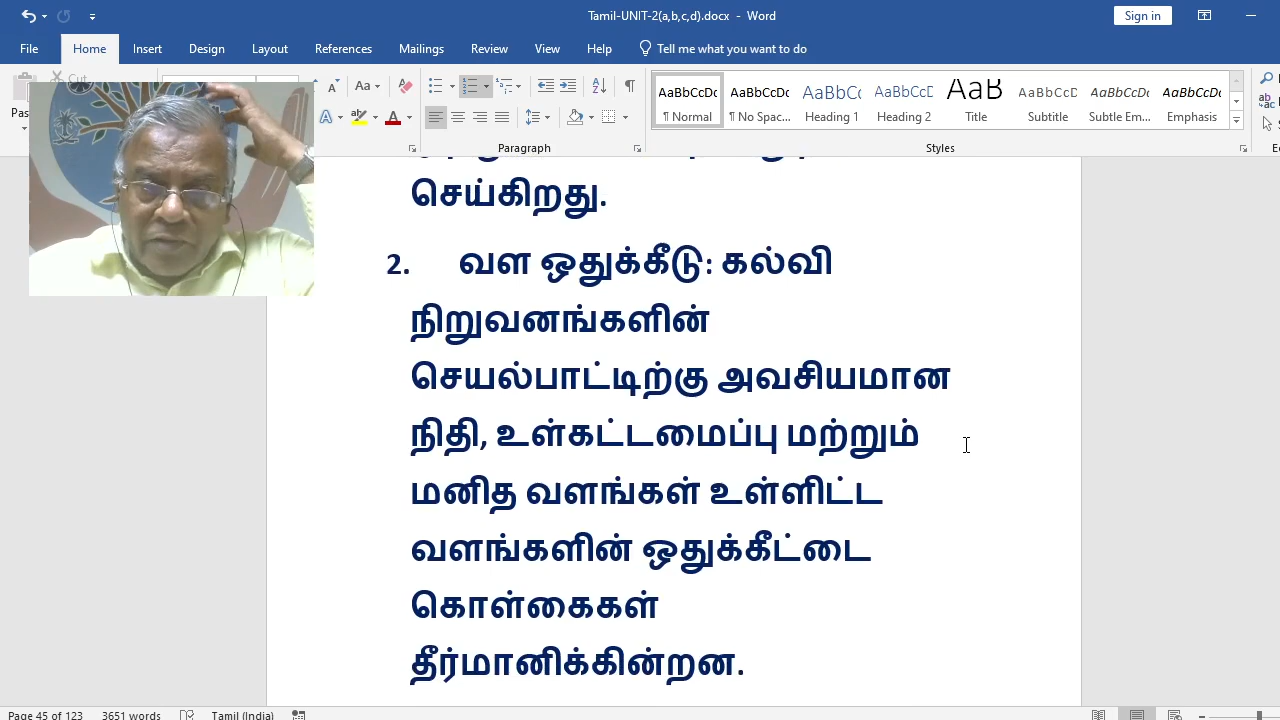 Tamil-UNIT-2(a,b,c,d).docx - Word
Sign in
File Home Insert Design Layout References Mailings Review View Help Tell me what you want to do
Cut
Aa
AaBbCcDc AaBbCcDc AaBbCc AaBbCcD AaB AaBbCcD AaBbCcDc AaBbCcDc
¶ Normal ¶ No Spac... Heading 1 Heading 2 Title Subtitle Subtle Em... Emphasis
Paragraph Styles
செய்கிறது.
2. வள ஒதுக்கீடு: கல்வி
நிறுவனங்களின்
செயல்பாட்டிற்கு அவசியமான
நிதி, உள்கட்டமைப்பு மற்றும்
மனித வளங்கள் உள்ளிட்ட
வளங்களின் ஒதுக்கீட்டை
கொள்கைகள்
தீர்மானிக்கின்றன.
Page 45 of 123 3651 words Tamil (India)